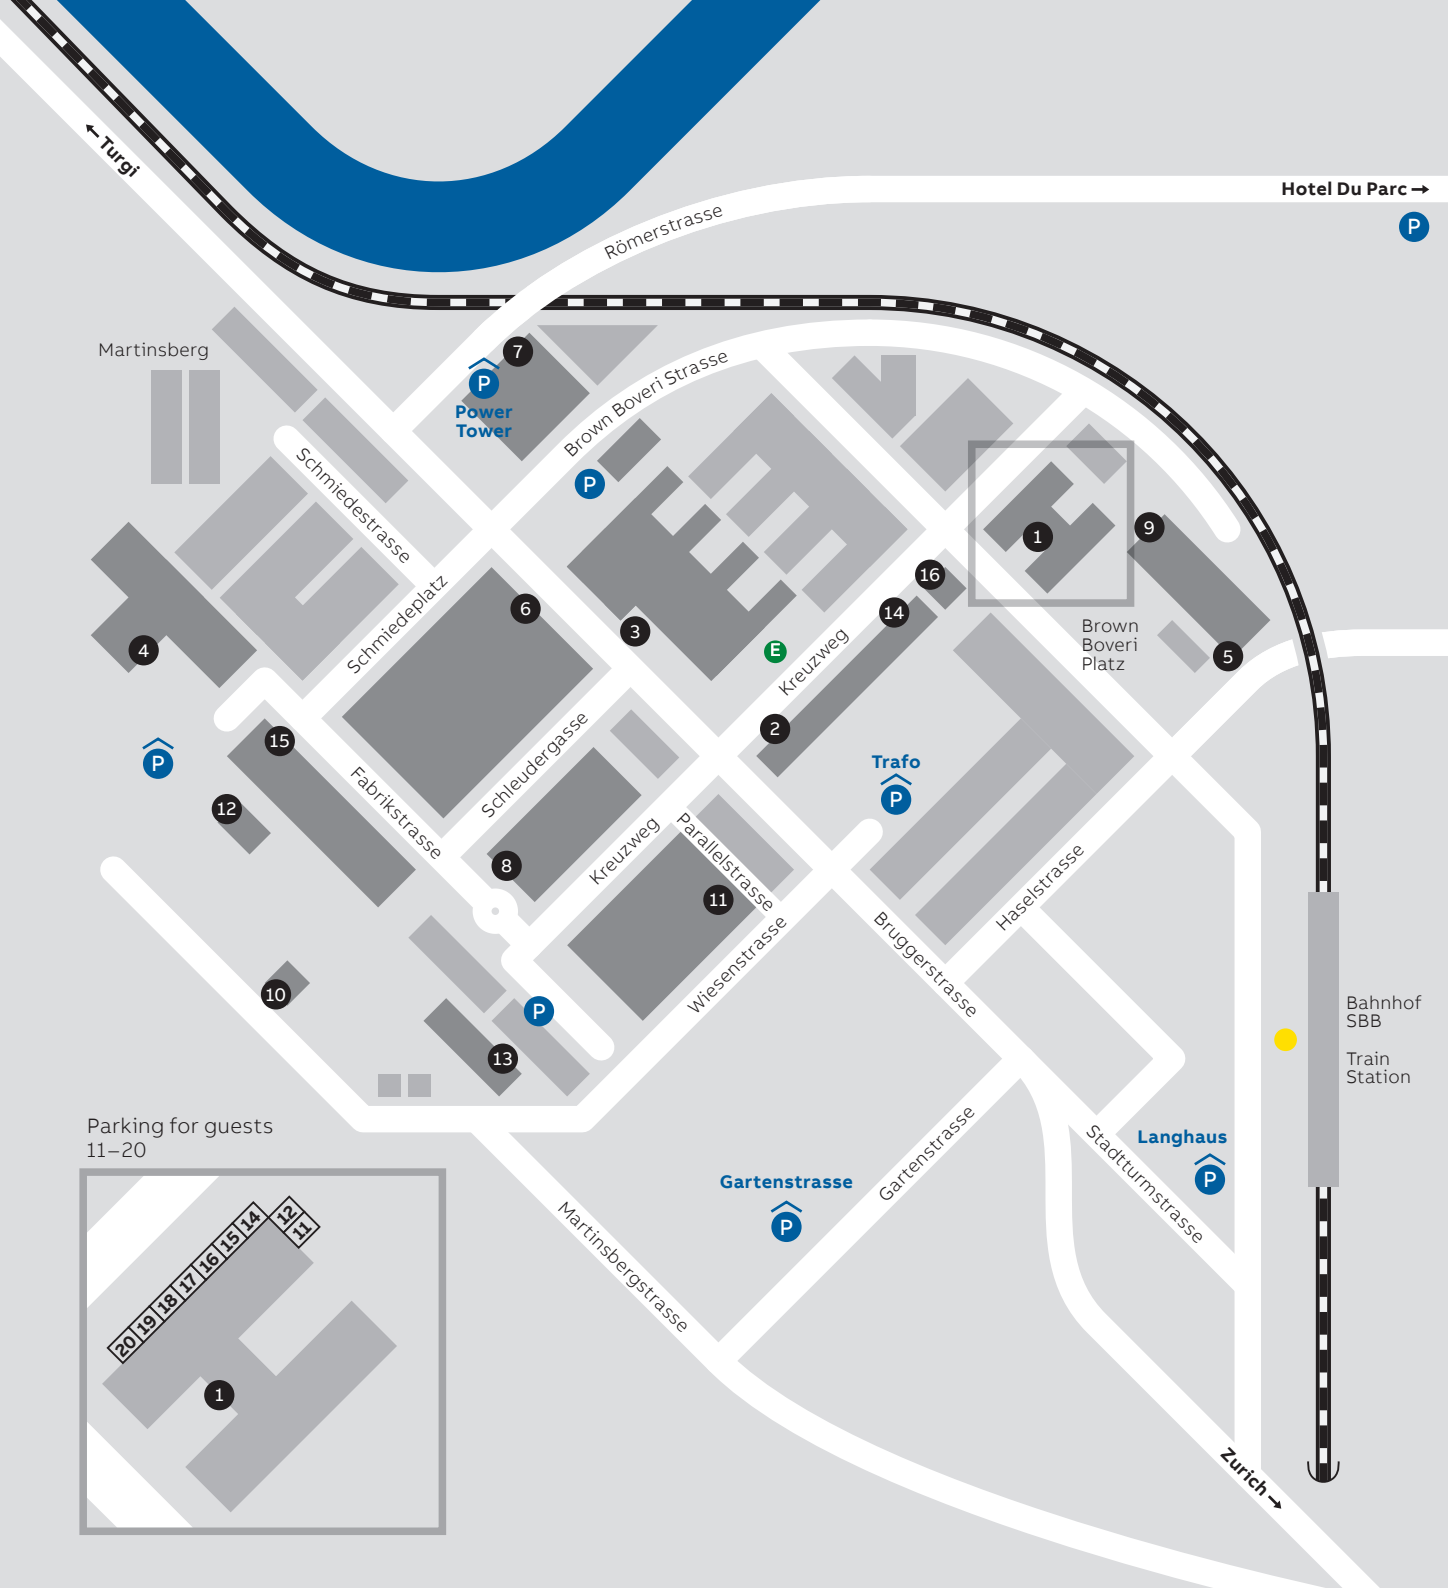 Turgi
Hotel Du Parc
P
Römerstrasse
Martinsberg
7
P
Power
Tower
Brown Boveri Strasse
P
Schmiedestrasse
1
9
16
14
6
3
E
Schmiedeplatz
Kreuzweg
Brown
Boveri
Platz
5
4
2
15
P
Schleudergasse
Trafo
P
12
Fabrikstrasse
8
Kreuzweg
Parallelstrasse
11
Haselstrasse
Wiesenstrasse
Bruggerstrasse
10
P
13
Bahnhof
SBB
Train
Station
Parking for guests
11–20
Gartenstrasse
P
Gartenstrasse
Langhaus
P
Stadtturmstrasse
Martinsbergstrasse
20 19 18 17 16 15 14
12
11
1
Zurich